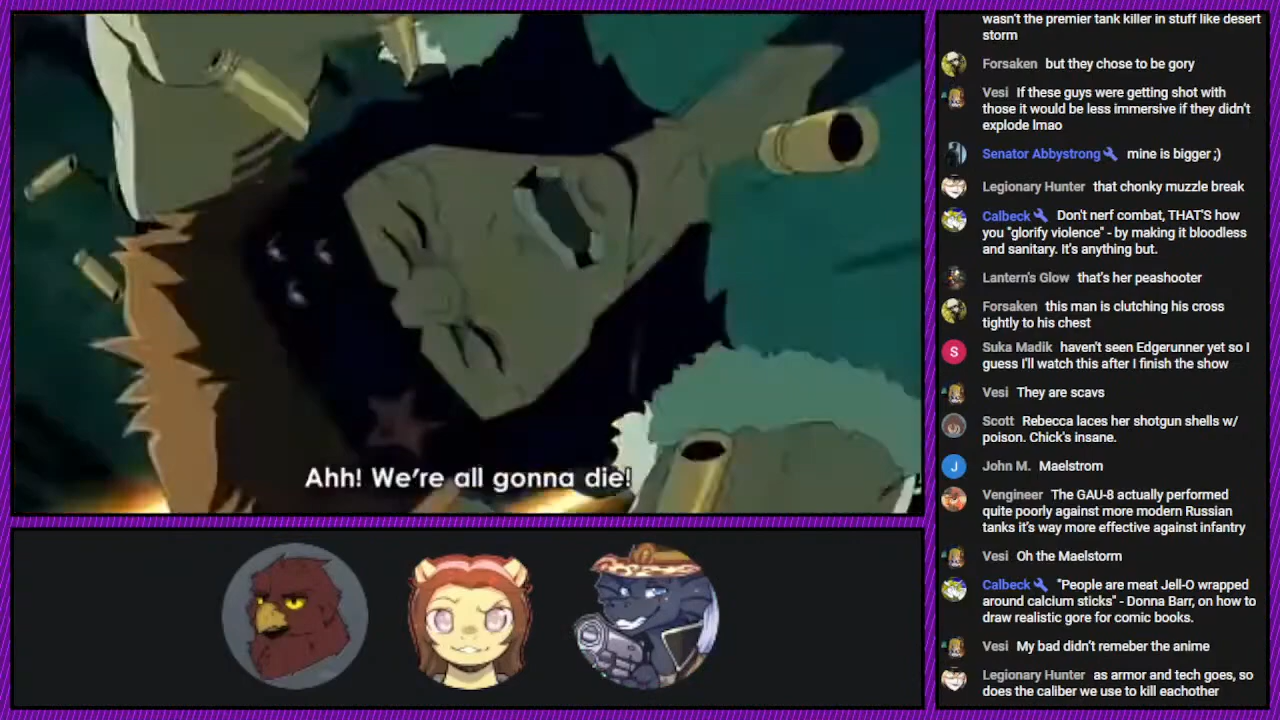 Ahh! We're all gonna die!
wasn't the premier tank killer in stuff like desert
storm
Forsaken but they chose to be gory
Vesi If these guys were getting shot with
those it would be less immersive if they didn't
explode lmao
Senator Abbystrong mine is bigger ;)
Legionary Hunter that chonky muzzle break
Calbeck Don't nerf combat, THAT'S how
you "glorify violence" - by making it bloodless
and sanitary. It's anything but.
Lantern's Glow that's her peashooter
Forsaken this man is clutching his cross
tightly to his chest
S
Suka Madik haven't seen Edgerunner yet so I
guess I'll watch this after I finish the show
Vesi They are scavs
Scott Rebecca laces her shotgun shells w/
poison. Chick's insane.
J
John M. Maelstrom
Vengineer The GAU-8 actually performed
quite poorly against more modern Russian
tanks it's way more effective against infantry
Vesi Oh the Maelstorm
Calbeck "People are meat Jell-O wrapped
around calcium sticks" - Donna Barr, on how to
draw realistic gore for comic books.
Vesi My bad didn't remeber the anime
Legionary Hunter as armor and tech goes, so
does the caliber we use to kill eachother